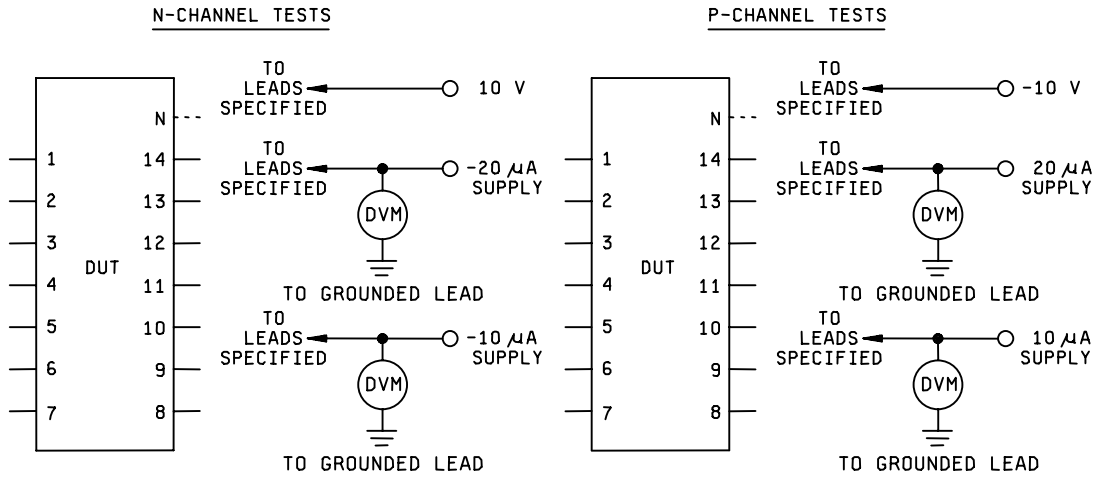 N-CHANNEL TESTS
N
1
2
3
4
5
6
7
DUT
14
13
12
11
10
9
8
TO
LEADS
SPECIFIED
10 V
TO
LEADS
SPECIFIED
-20 µA
SUPPLY
DVM
TO GROUNDED LEAD
TO
LEADS
SPECIFIED
-10 µA
SUPPLY
DVM
TO GROUNDED LEAD
P-CHANNEL TESTS
N
1
2
3
4
5
6
7
DUT
14
13
12
11
10
9
8
TO
LEADS
SPECIFIED
-10 V
TO
LEADS
SPECIFIED
20 µA
SUPPLY
DVM
TO GROUNDED LEAD
TO
LEADS
SPECIFIED
10 µA
SUPPLY
DVM
TO GROUNDED LEAD